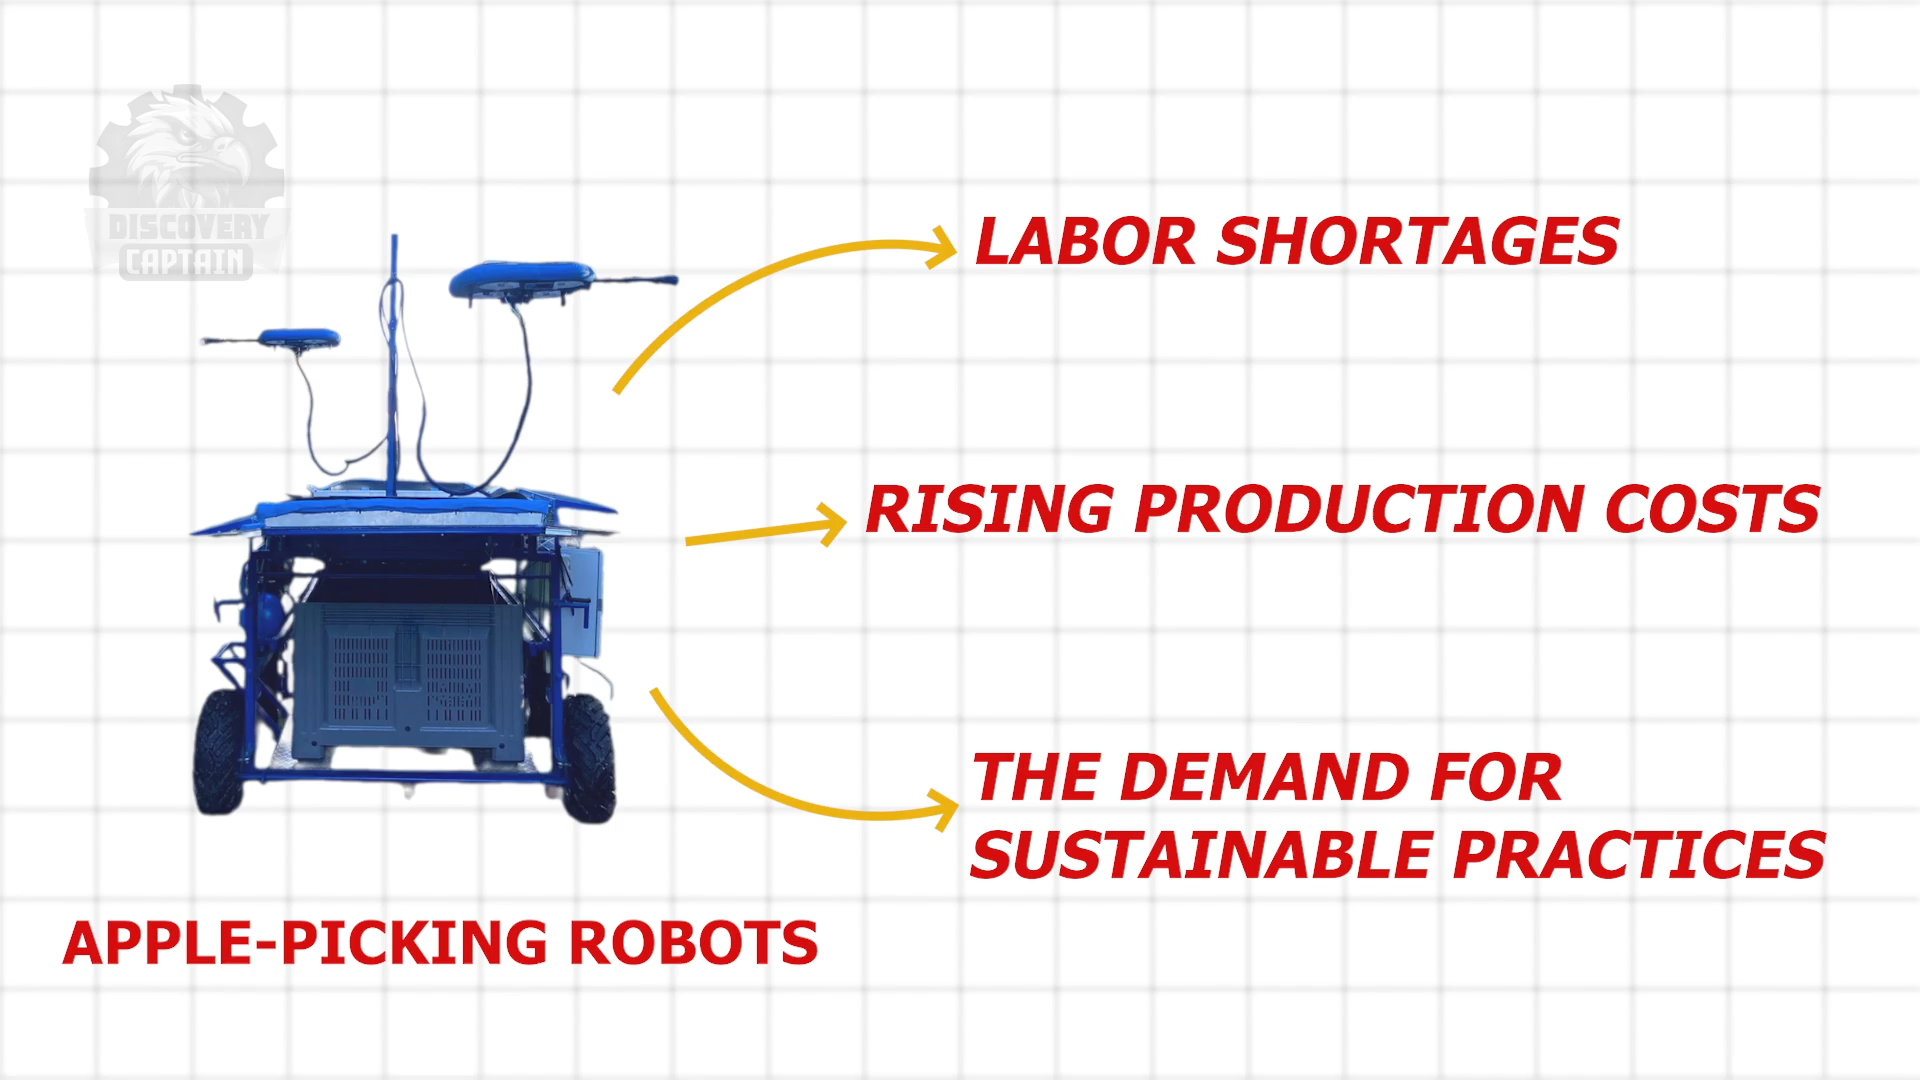 DISCOVERY
CAPTAIN
LABOR SHORTAGES
RISING PRODUCTION COSTS
THE DEMAND FOR
SUSTAINABLE PRACTICES
APPLE-PICKING ROBOTS